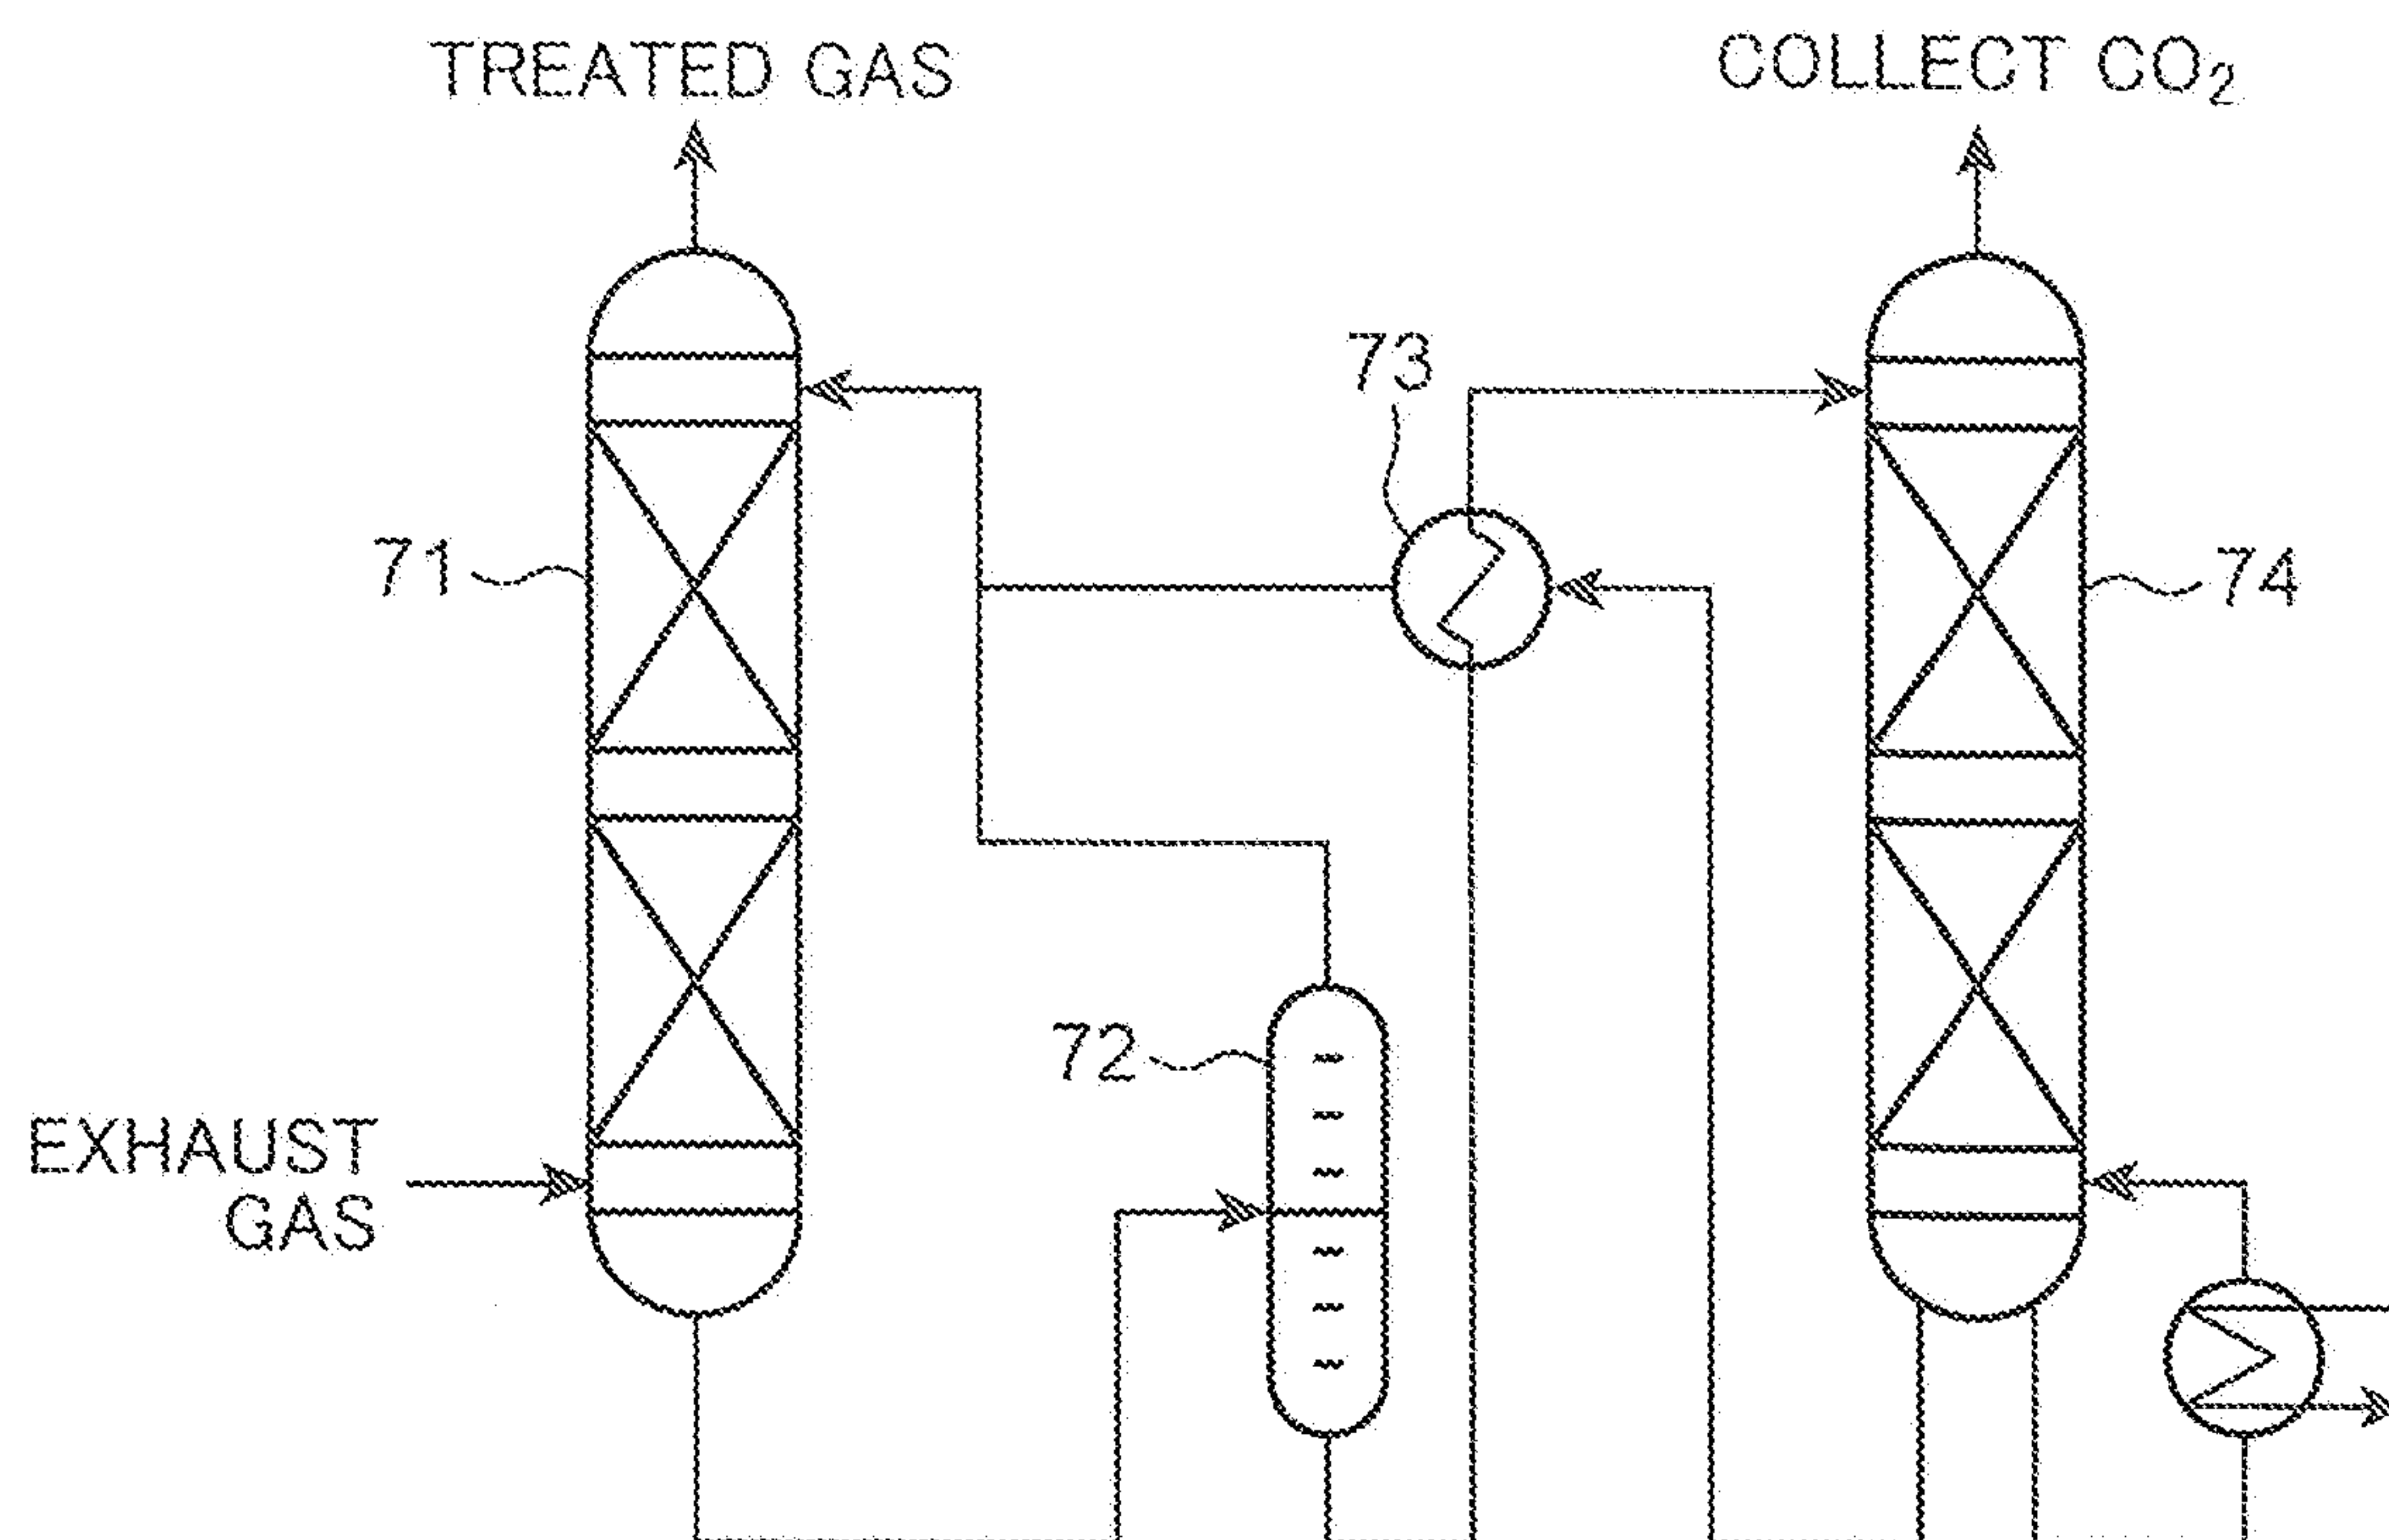 TREATED GAS
COLLECT CO₂
73
71
74
72
EXHAUST
GAS